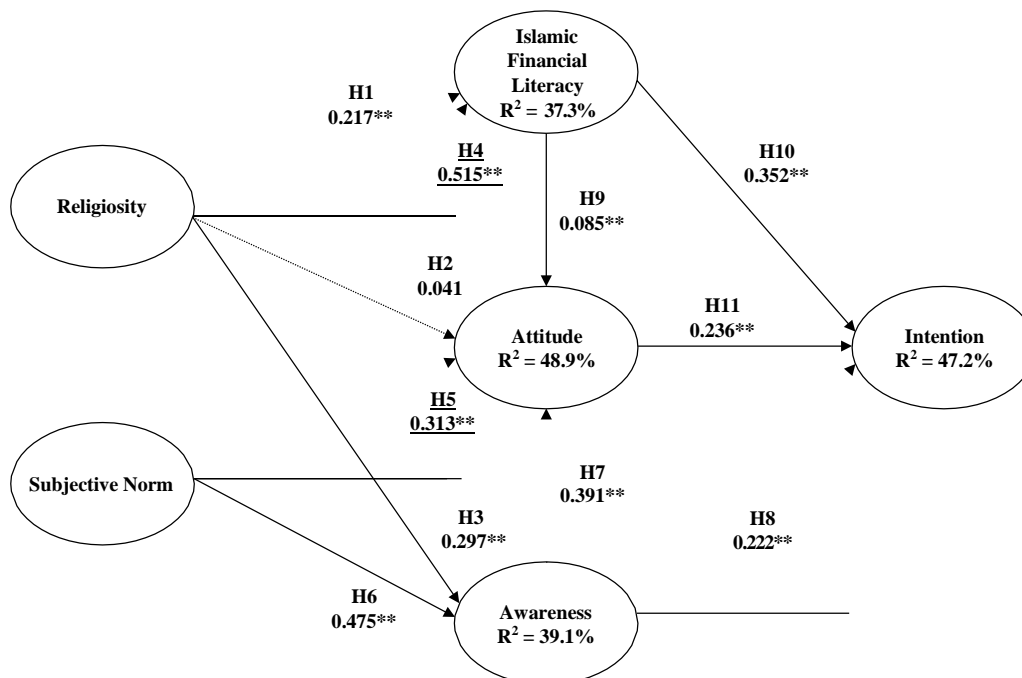 Islamic
Financial
Literacy
R² = 37.3%
H1
0.217**
H4
0.515**
H10
0.352**
Religiosity
H9
0.085**
H2
0.041
H11
0.236**
Attitude
R² = 48.9%
Intention
R² = 47.2%
H5
0.313**
Subjective Norm
H7
0.391**
H3
0.297**
H8
0.222**
H6
0.475**
Awareness
R² = 39.1%